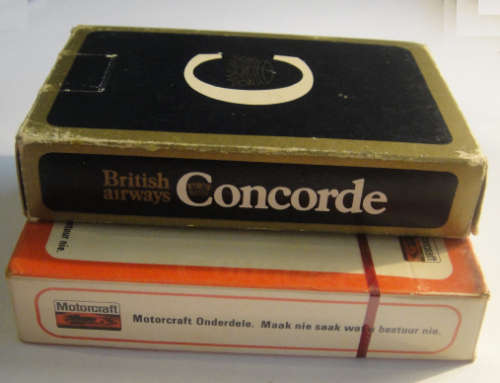 British
airways
Concorde
Motorcraft
Motorcraft Onderdele. Maak nie saak wat u bestuur nie.